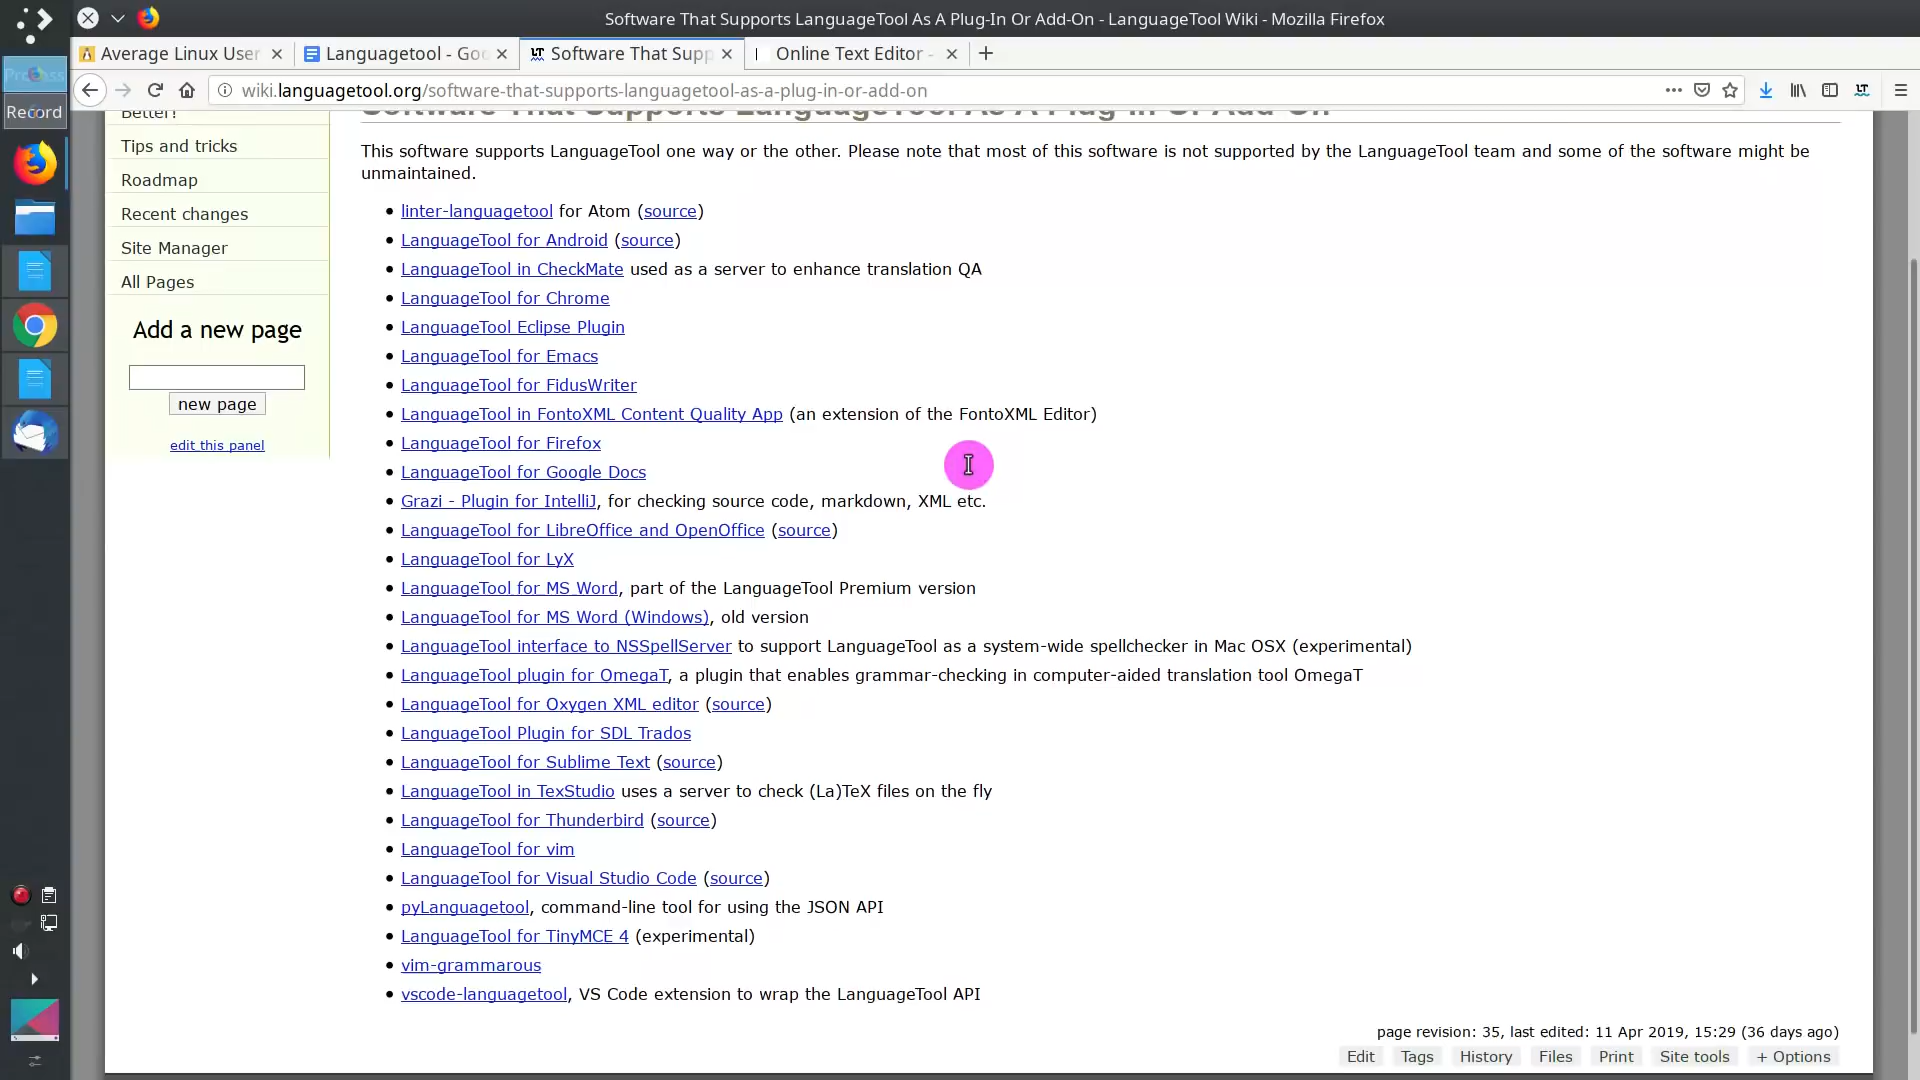 Software That Supports LanguageTool As A Plug-In Or Add-On - LanguageTool Wiki - Mozilla Firefox
Average Linux User
Languagetool - Goo
Software That Supp
Online Text Editor -
Record
wiki.languagetool.org/software-that-supports-languagetool-as-a-plug-in-or-add-on
Better!
Tips and tricks
Roadmap
Recent changes
Site Manager
All Pages
Add a new page
new page
edit this panel
Software That Supports LanguageTool As A Plug-In Or Add-On
This software supports LanguageTool one way or the other. Please note that most of this software is not supported by the LanguageTool team and some of the software might be
unmaintained.
linter-languagetool for Atom (source)
LanguageTool for Android (source)
LanguageTool in CheckMate used as a server to enhance translation QA
LanguageTool for Chrome
LanguageTool Eclipse Plugin
LanguageTool for Emacs
LanguageTool for FidusWriter
LanguageTool in FontoXML Content Quality App (an extension of the FontoXML Editor)
LanguageTool for Firefox
LanguageTool for Google Docs
Grazi - Plugin for IntelliJ, for checking source code, markdown, XML etc.
LanguageTool for LibreOffice and OpenOffice (source)
LanguageTool for LyX
LanguageTool for MS Word, part of the LanguageTool Premium version
LanguageTool for MS Word (Windows), old version
LanguageTool interface to NSSpellServer to support LanguageTool as a system-wide spellchecker in Mac OSX (experimental)
LanguageTool plugin for OmegaT, a plugin that enables grammar-checking in computer-aided translation tool OmegaT
LanguageTool for Oxygen XML editor (source)
LanguageTool Plugin for SDL Trados
LanguageTool for Sublime Text (source)
LanguageTool in TexStudio uses a server to check (La)TeX files on the fly
LanguageTool for Thunderbird (source)
LanguageTool for vim
LanguageTool for Visual Studio Code (source)
pyLanguagetool, command-line tool for using the JSON API
LanguageTool for TinyMCE 4 (experimental)
vim-grammarous
vscode-languagetool, VS Code extension to wrap the LanguageTool API
page revision: 35, last edited: 11 Apr 2019, 15:29 (36 days ago)
Edit
Tags
History
Files
Print
Site tools
+ Options